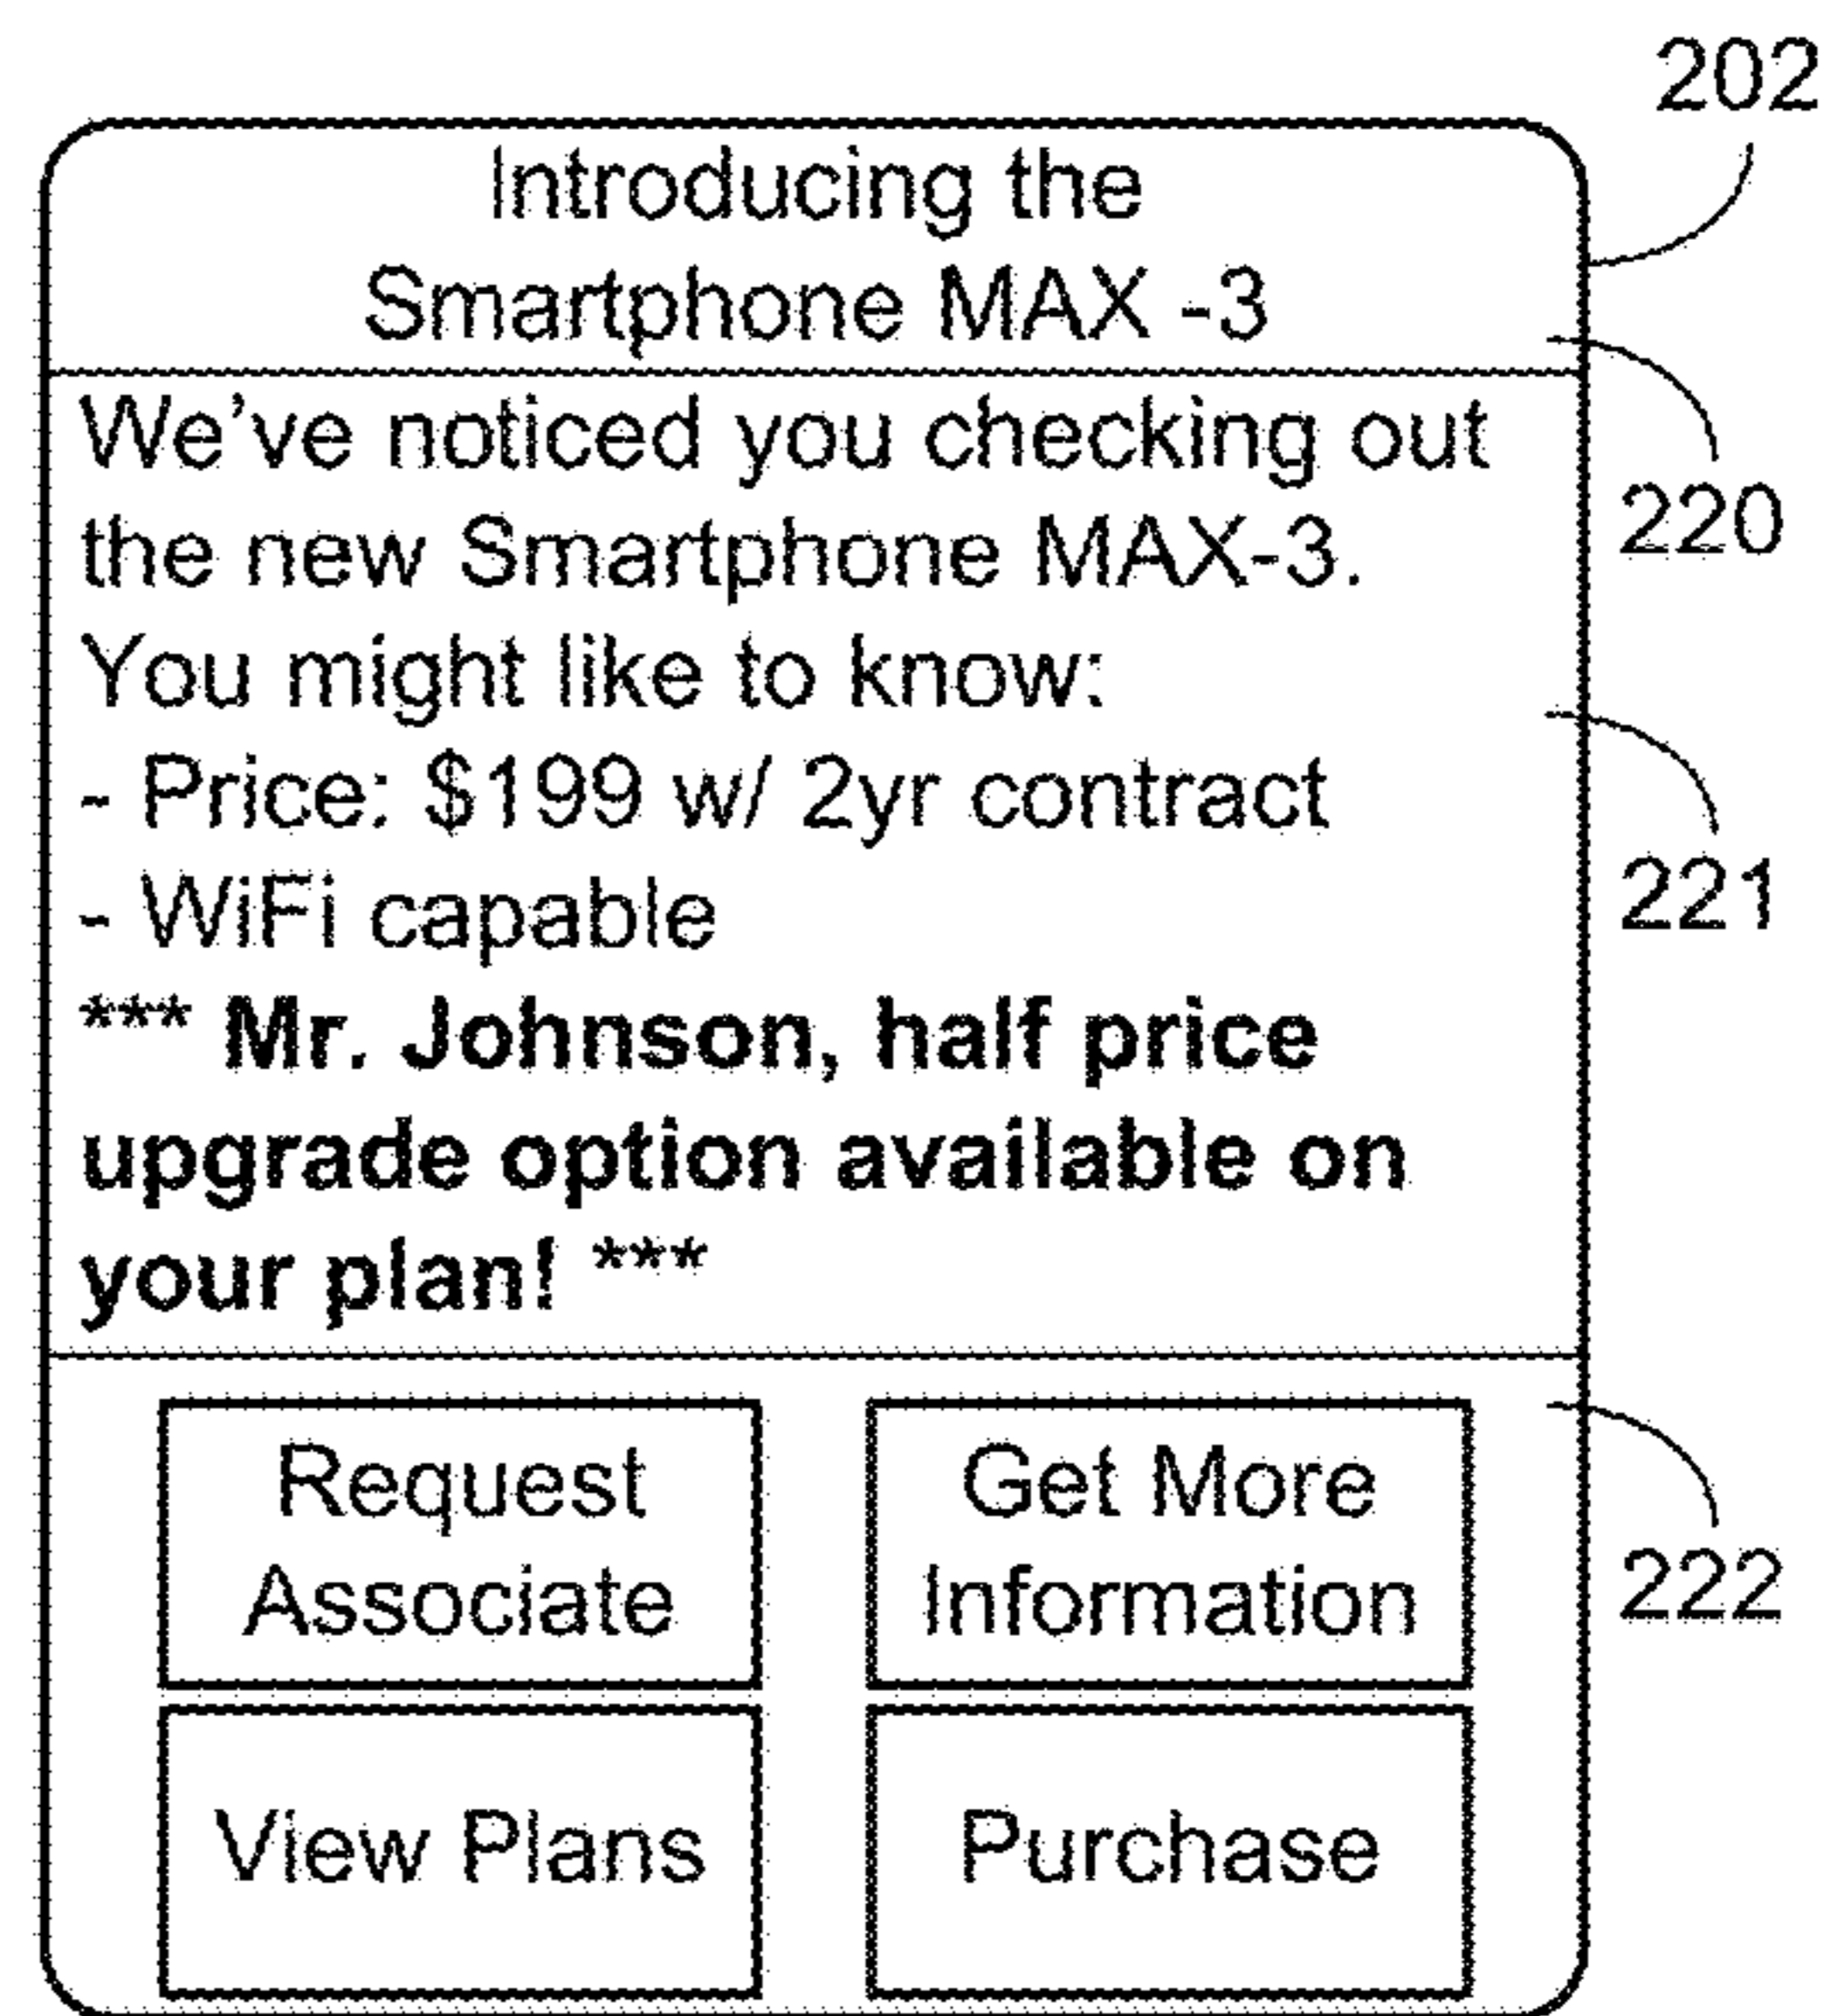 202
Introducing the
Smartphone MAX -3
220
We've noticed you checking out
the new Smartphone MAX-3.
You might like to know:
221
- Price: $199 w/ 2yr contract
- WiFi capable
*** Mr. Johnson, half price
upgrade option available on
your plan! ***
222
Request
Associate
Get More
Information
View Plans
Purchase